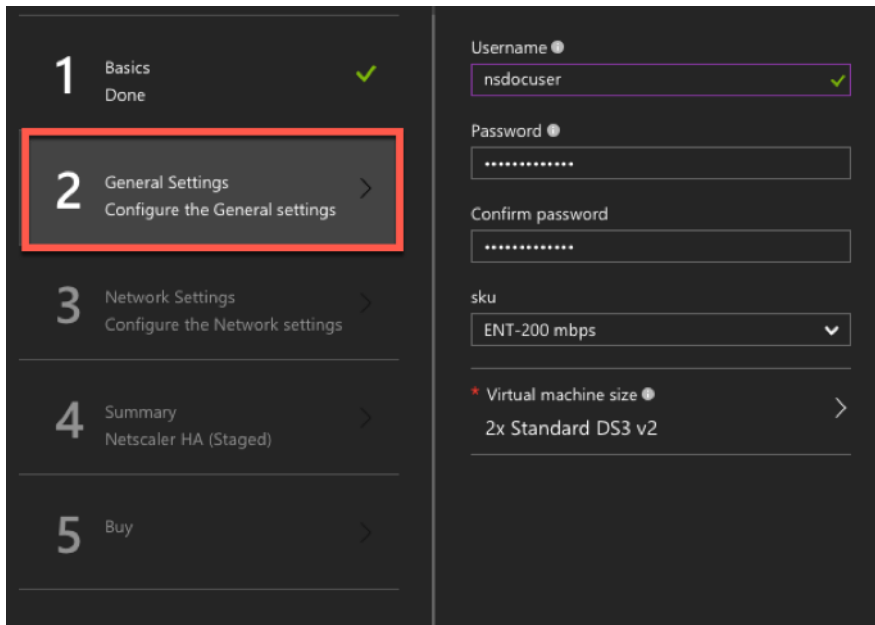 1
Basics
Done
2
General Settings
Configure the General settings
3
Network Settings
Configure the Network settings
4
Summary
Netscaler HA (Staged)
5
Buy
Username
nsdocuser
Password
•••••••••••••
Confirm password
•••••••••••••
sku
ENT-200 mbps
* Virtual machine size
2x Standard DS3 v2